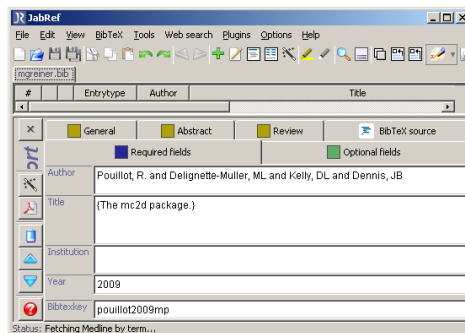 JabRef
File Edit View BibTeX Tools Web search Plugins Options Help
mgreiner.bib
# Entrytype Author Title
General Abstract Review BibTeX source
Required fields Optional fields
Author Pouillot, R. and Delignette-Muller, ML and Kelly, DL and Dennis, JB
Title {The mc2d package.}
Institution
Year 2009
Bibtexkey pouillot2009mp
Status: Fetching Medline by term...